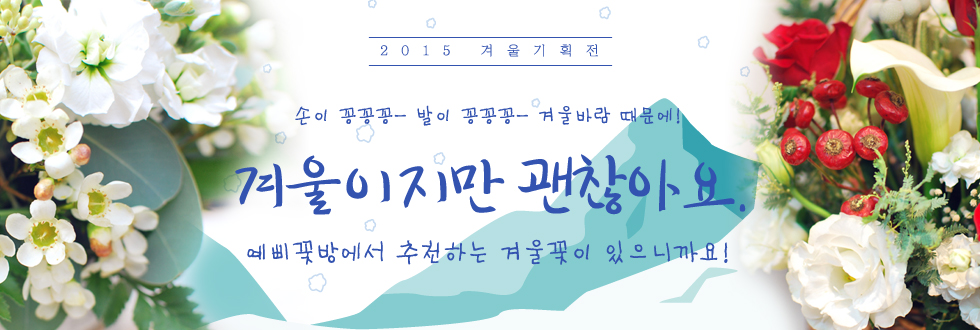 2015 겨울기획전
손이 꽁꽁꽁- 발이 꽁꽁꽁- 겨울바람 때문에!
겨울이지만 괜찮아요.
예삐꽃방에서 추천하는 겨울꽃이 있으니까요!